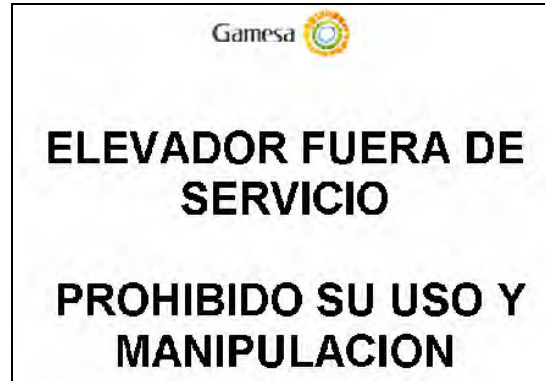 Gamesa
ELEVADOR FUERA DE
SERVICIO
PROHIBIDO SU USO Y
MANIPULACION